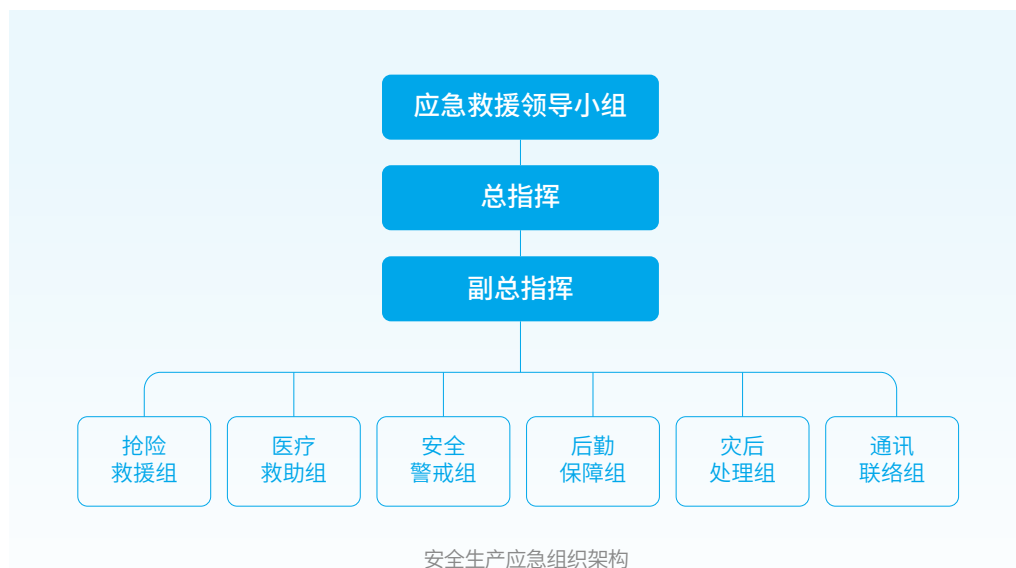 应急救援领导小组
总指挥
副总指挥
抢险
救援组
医疗
救助组
安全
警戒组
后勤
保障组
灾后
处理组
通讯
联络组
安全生产应急组织架构